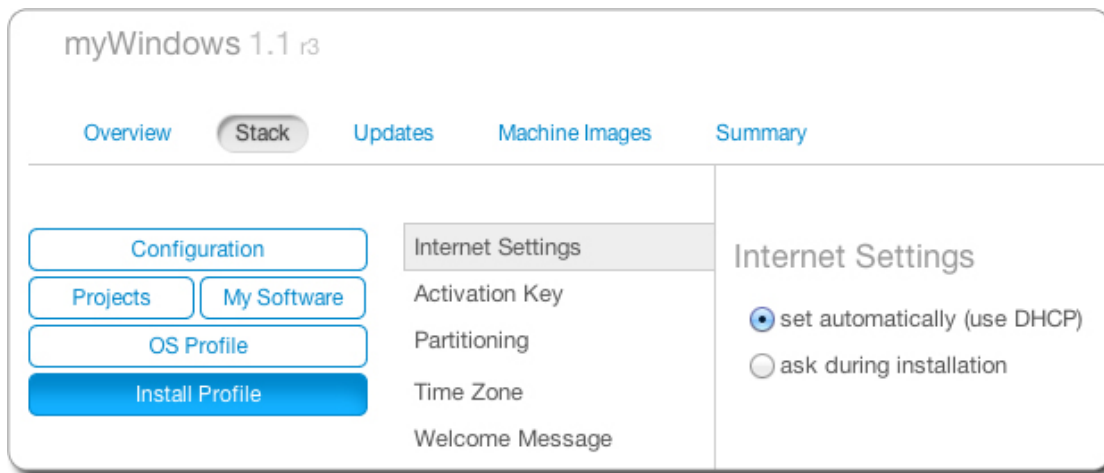 myWindows 1.1 r3
Overview Stack Updates Machine Images Summary
Configuration
Projects My Software
OS Profile
Install Profile
Internet Settings
Activation Key
Partitioning
Time Zone
Welcome Message
Internet Settings
set automatically (use DHCP)
ask during installation